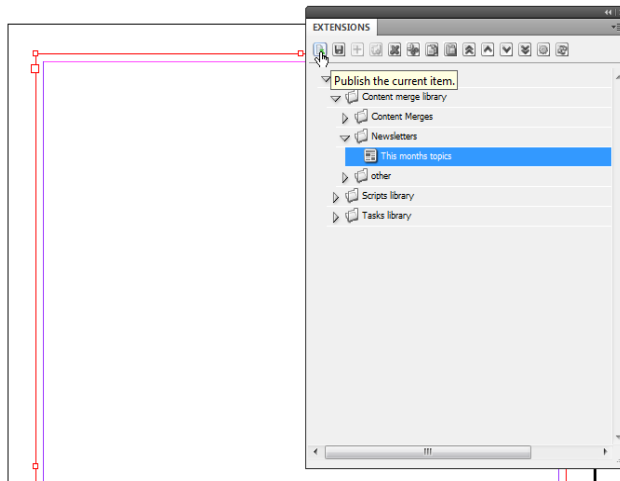 EXTENSIONS
Publish the current item.
Content merge library
Content Merges
Newsletters
This months topics
other
Scripts library
Tasks library